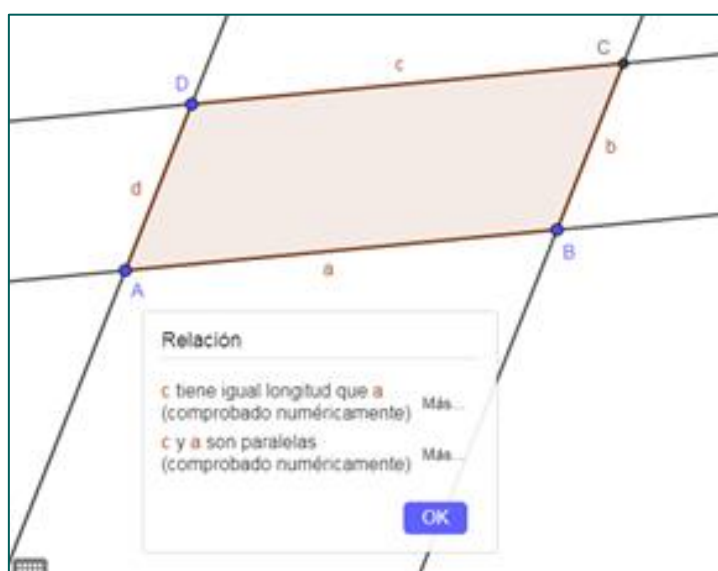 C
D
c
d
b
B
a
A
Relación
c tiene igual longitud que a
(comprobado numéricamente) Más...
c y a son paralelas
(comprobado numéricamente) Más...
OK